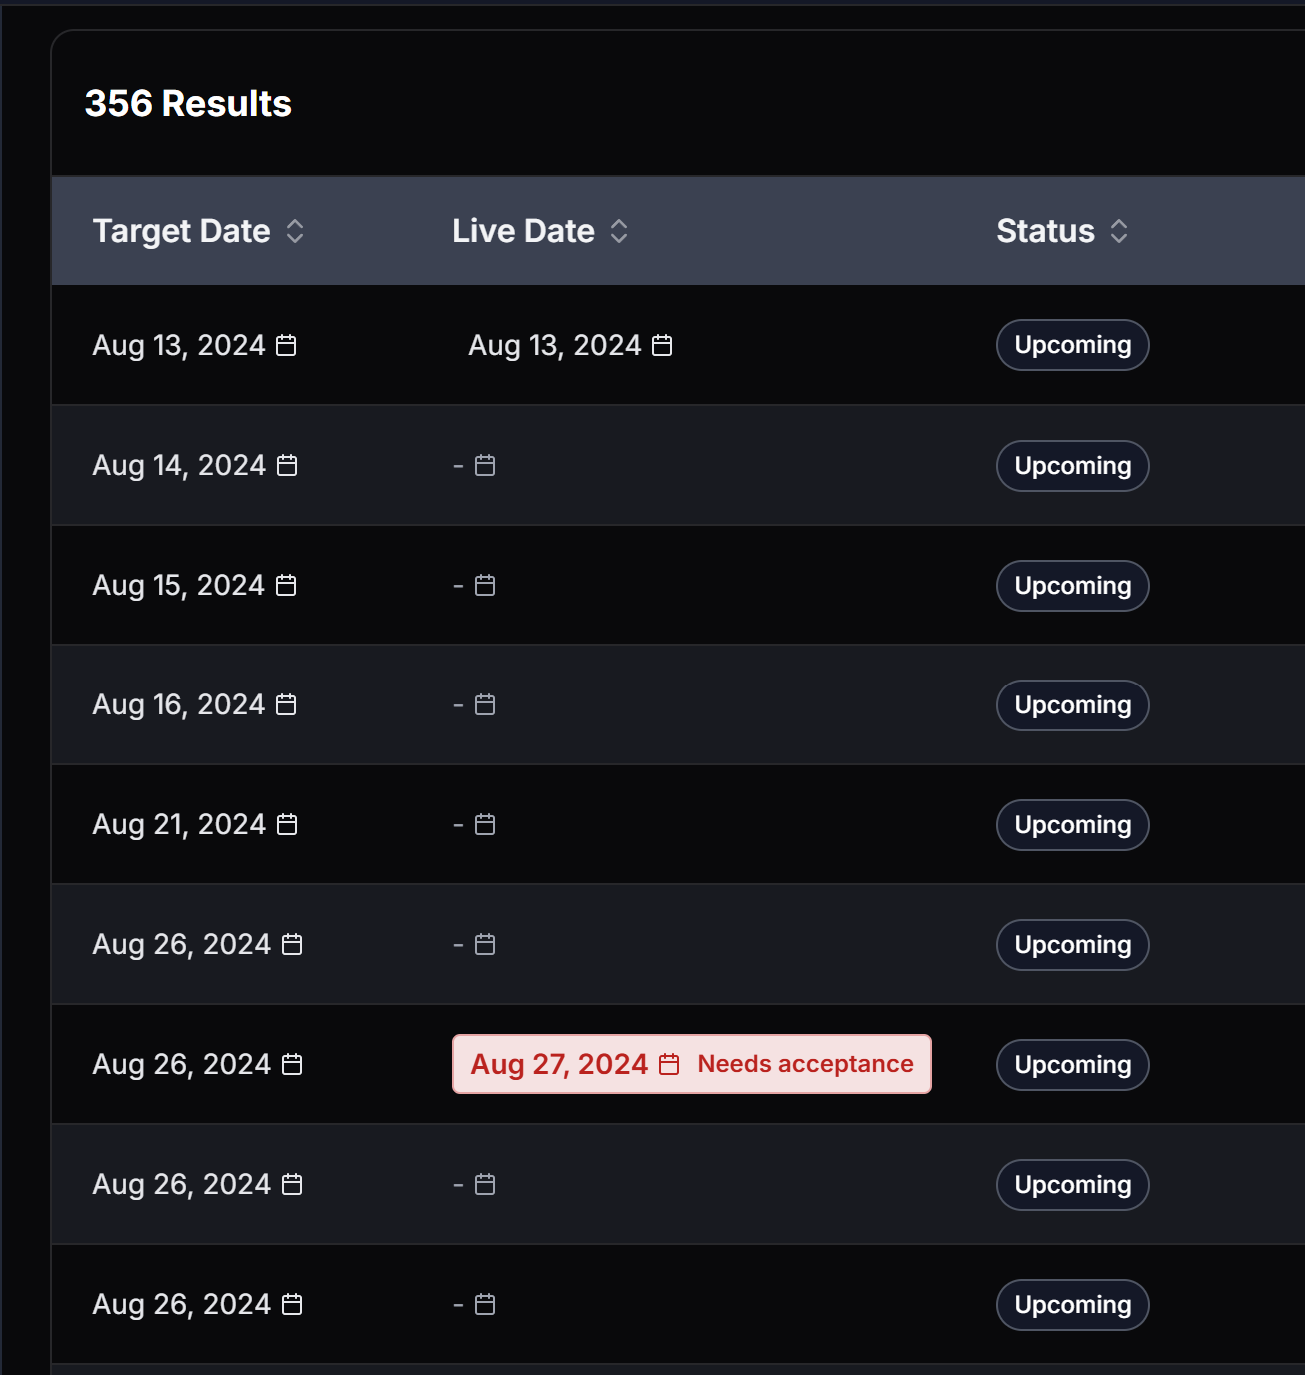 356 Results
Target Date Live Date Status
Aug 13, 2024 Aug 13, 2024 Upcoming
Aug 14, 2024 - Upcoming
Aug 15, 2024 - Upcoming
Aug 16, 2024 - Upcoming
Aug 21, 2024 - Upcoming
Aug 26, 2024 - Upcoming
Aug 26, 2024 Aug 27, 2024 Needs acceptance Upcoming
Aug 26, 2024 - Upcoming
Aug 26, 2024 - Upcoming